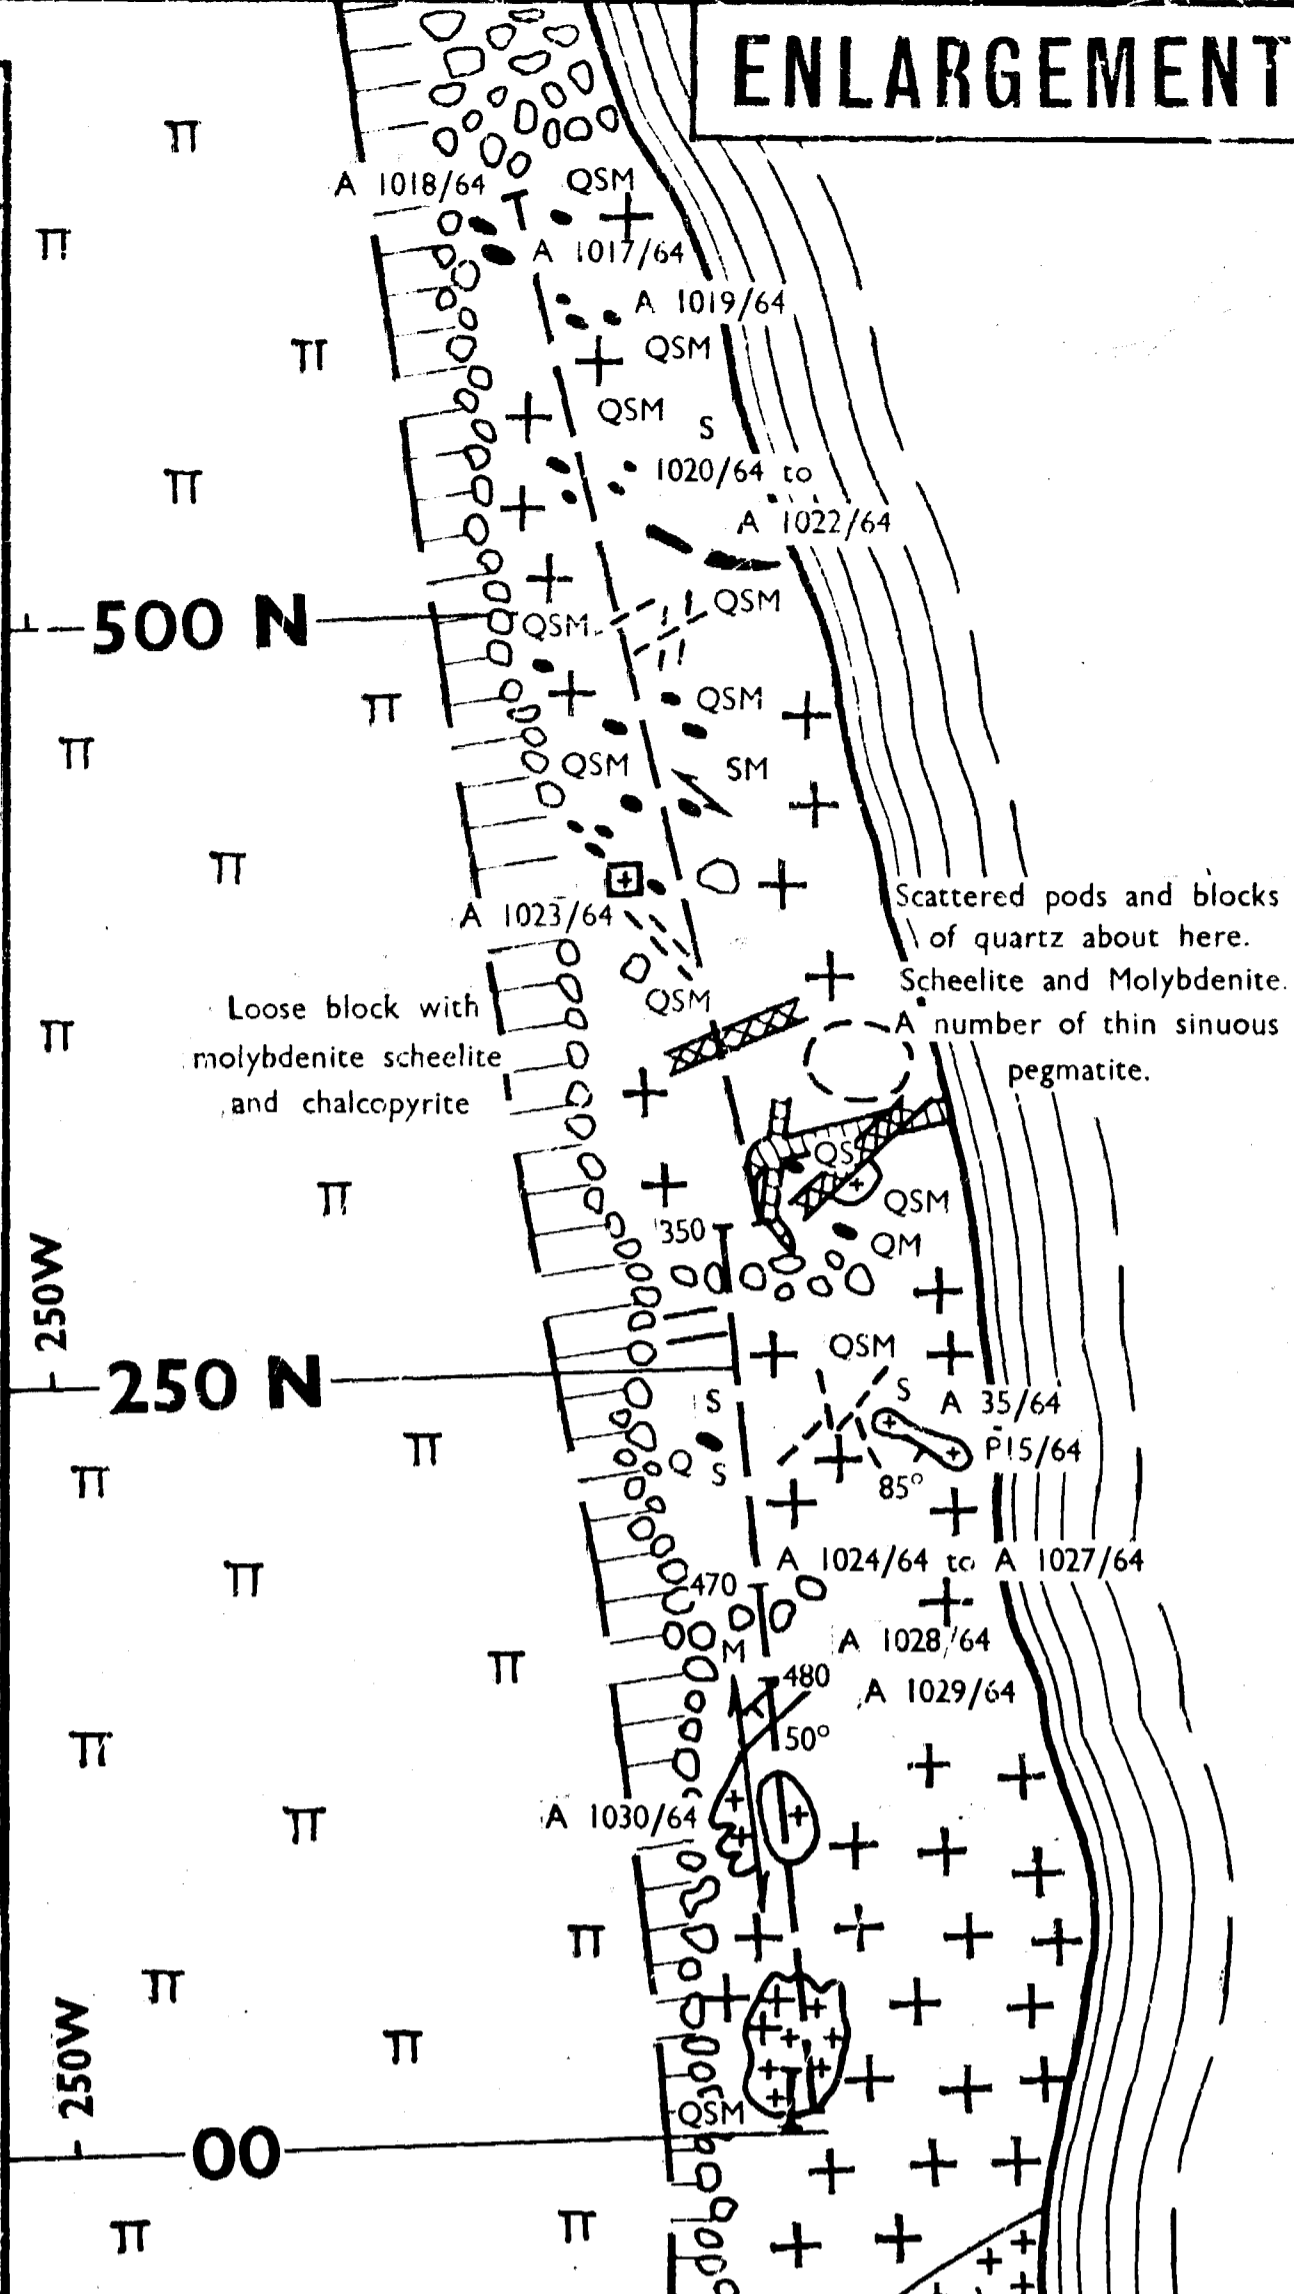 ENLARGEMENT
A 1018/64
QSM
A 1017/64
A 1019/64
QSM
QSM
S
1020/64 to
A 1022/64
500 N
QSM
QSM
QSM
QSM
SM
A 1023/64
Scattered pods and blocks
of quartz about here.
Scheelite and Molybdenite.
A number of thin sinuous
pegmatite.
QSM
Loose block with
molybdenite scheelite
and chalcopyrite
QS
QSM
350
QM
250W
250 N
QSM
S
S
A 35/64
P15/64
Q
S
85°
A 1024/64 to A 1027/64
470
A 1028/64
M
480
A 1029/64
50°
A 1030/64
250W
QSM
00